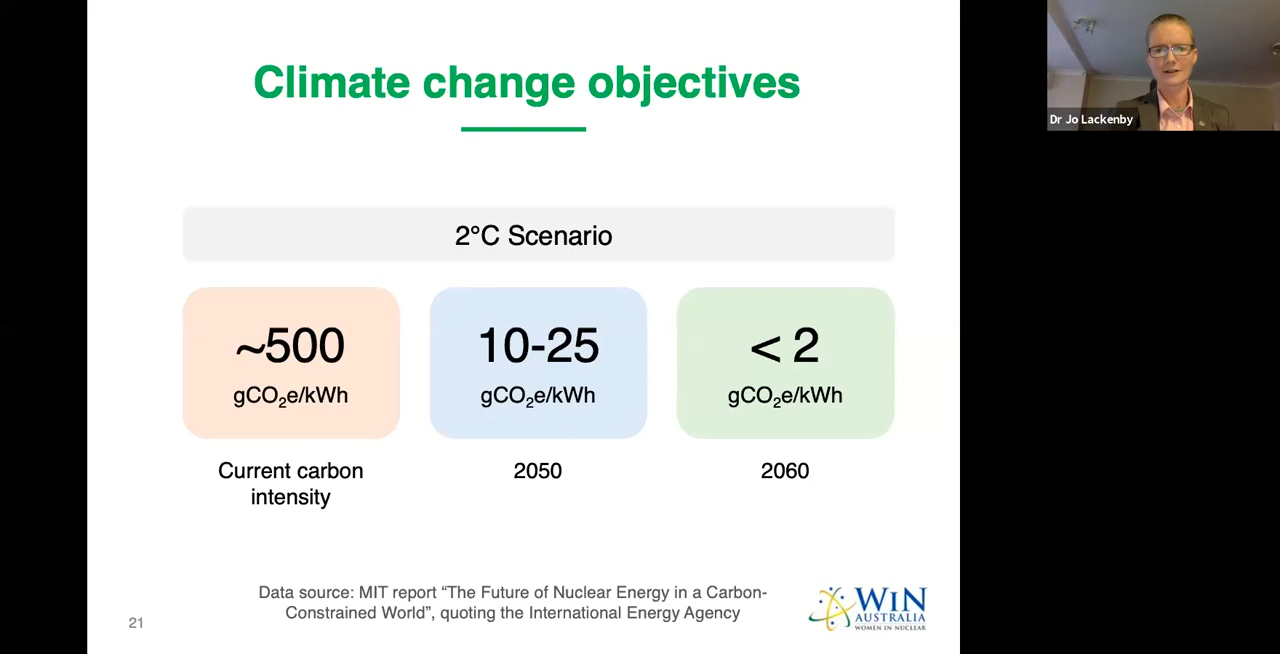 Climate change objectives
Dr Jo Lackenby
2°C Scenario
~500
gCO₂e/kWh
Current carbon
intensity
10-25
gCO₂e/kWh
2050
< 2
gCO₂e/kWh
2060
Data source: MIT report “The Future of Nuclear Energy in a Carbon-
Constrained World”, quoting the International Energy Agency
21
WiN
AUSTRALIA
WOMEN IN NUCLEAR